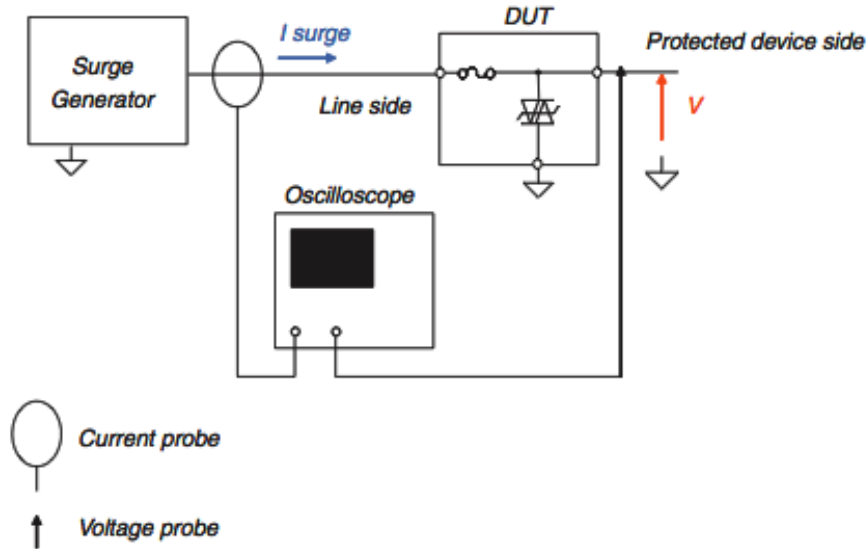 DUT
I surge
Protected device side
Surge
Generator
Line side
V
Oscilloscope
Current probe
Voltage probe